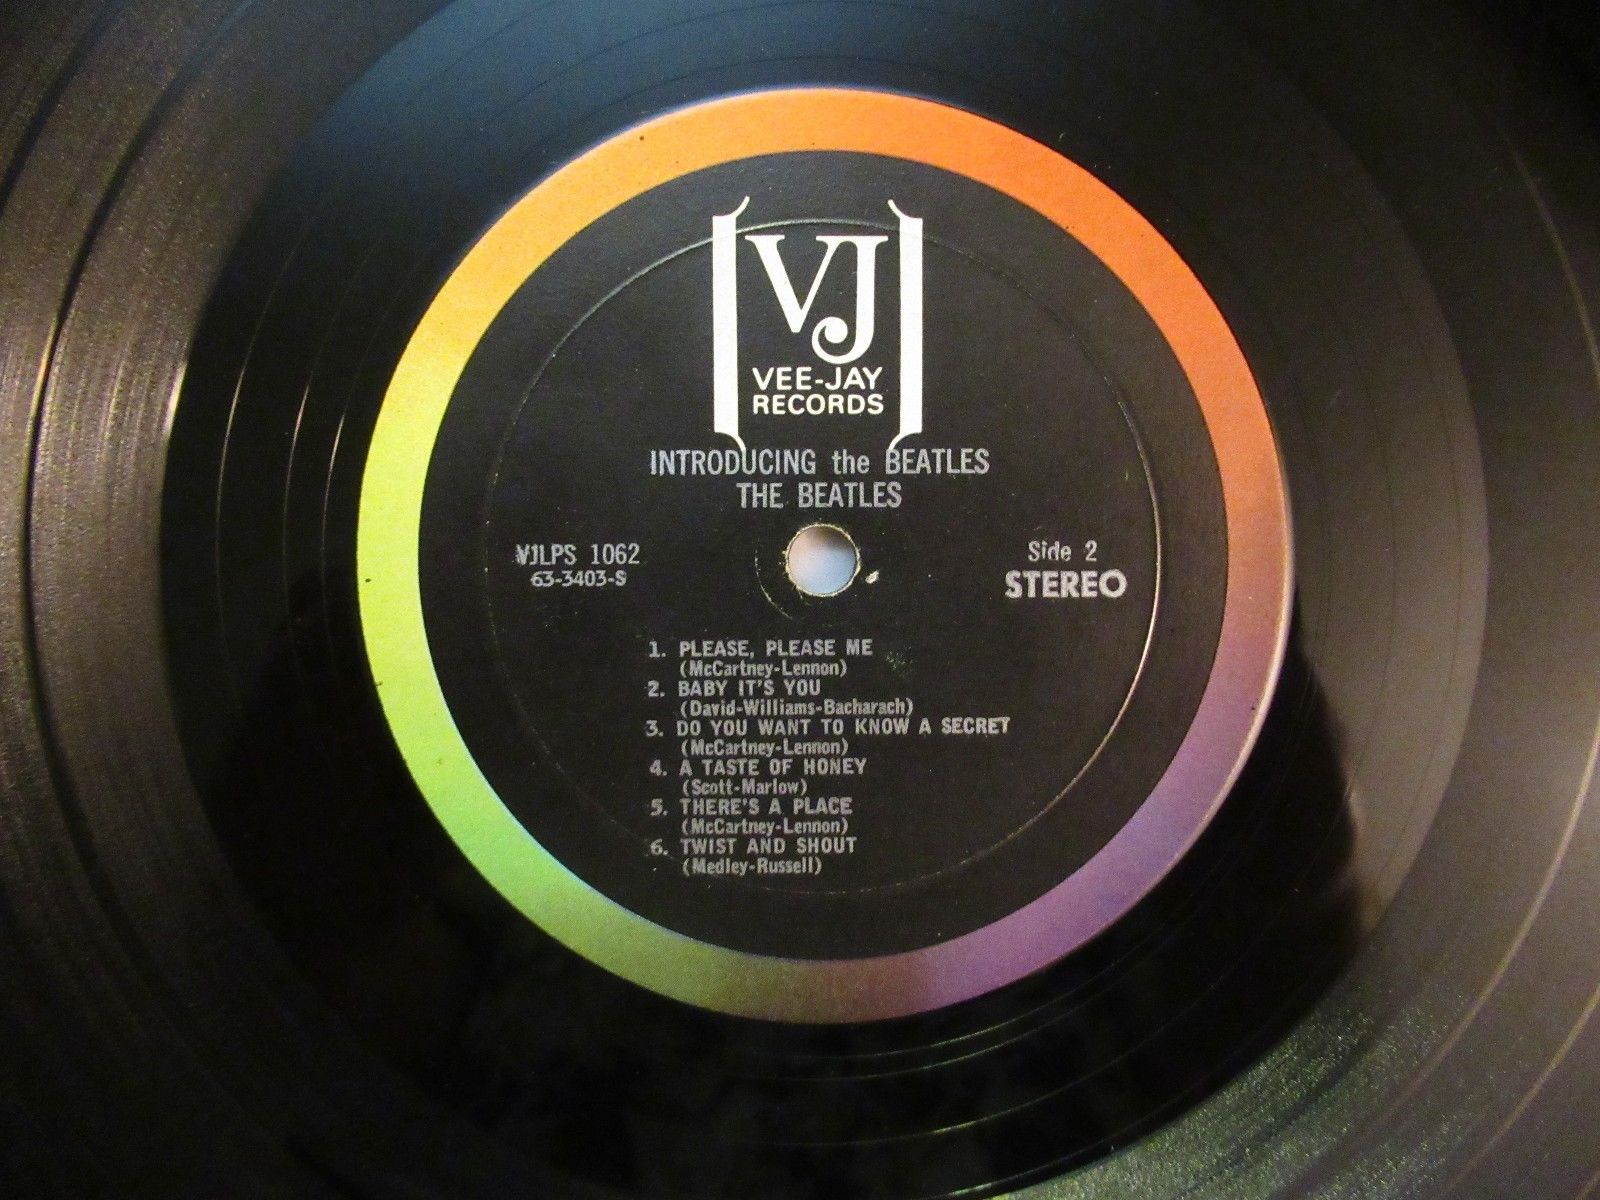 VJ
VEE-JAY
RECORDS
INTRODUCING the BEATLES
THE BEATLES
VJLPS 1062
63-3403-S
Side 2
STEREO
1. PLEASE, PLEASE ME
(McCartney-Lennon)
2. BABY IT'S YOU
(David-Williams-Bacharach)
3. DO YOU WANT TO KNOW A SECRET
(McCartney-Lennon)
4. A TASTE OF HONEY
(Scott-Marlow)
5. THERE'S A PLACE
(McCartney-Lennon)
6. TWIST AND SHOUT
(Medley-Russell)